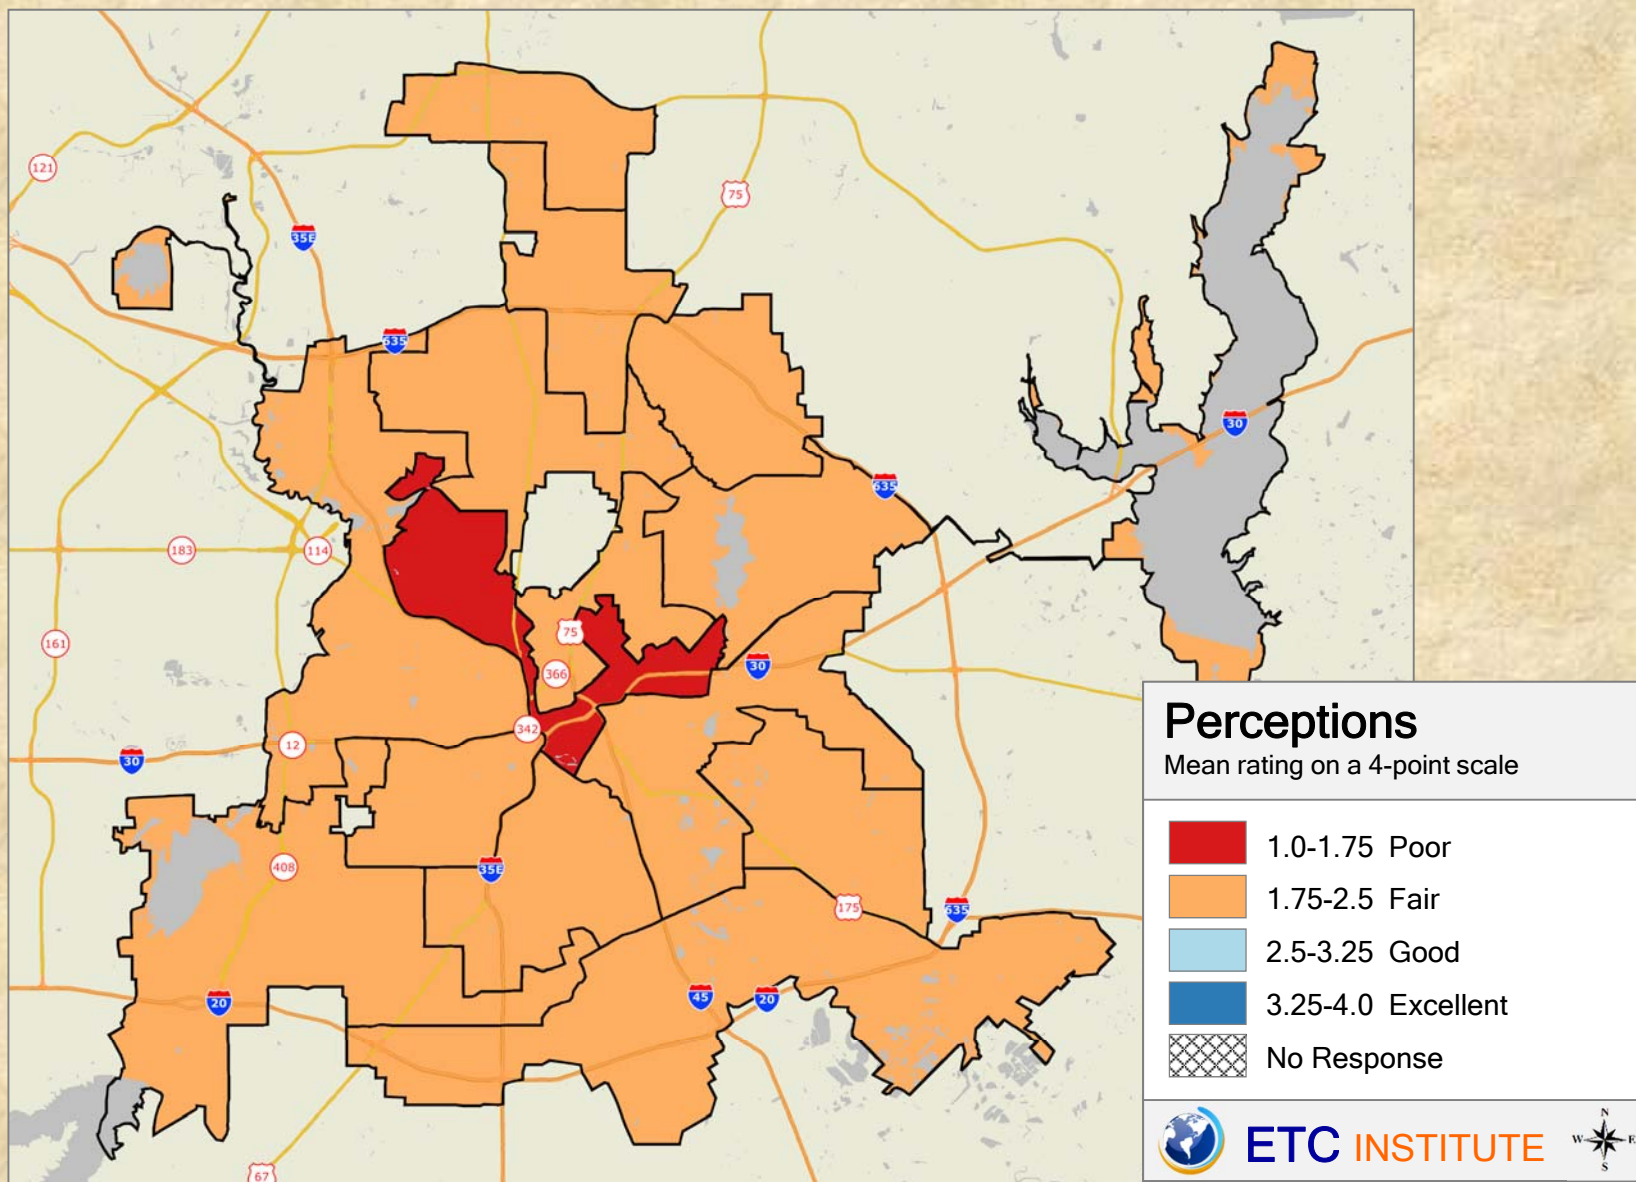 121
75
35E
635
30
635
183
114
161
75
366
30
342
12
30
408
35E
175
635
20
45
20
67
Perceptions
Mean rating on a 4-point scale
1.0-1.75 Poor
1.75-2.5 Fair
2.5-3.25 Good
3.25-4.0 Excellent
No Response
ETC INSTITUTE
N
W E
S